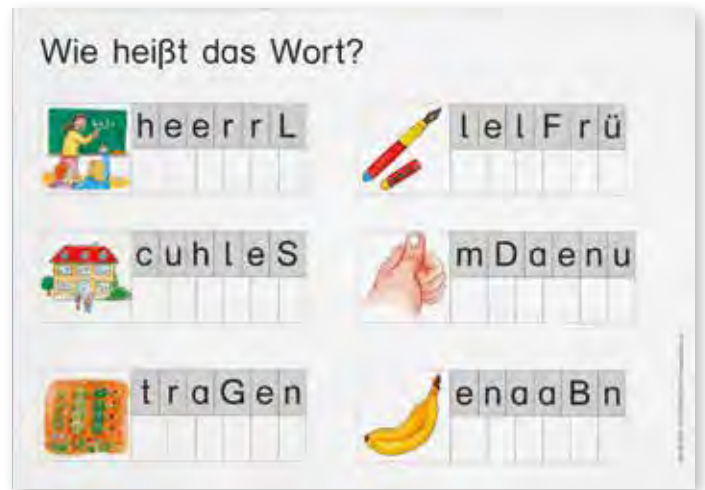 Wie heißt das Wort?
heerrL
lelFrü
cuhleS
mDaenu
traGen
enaaBn